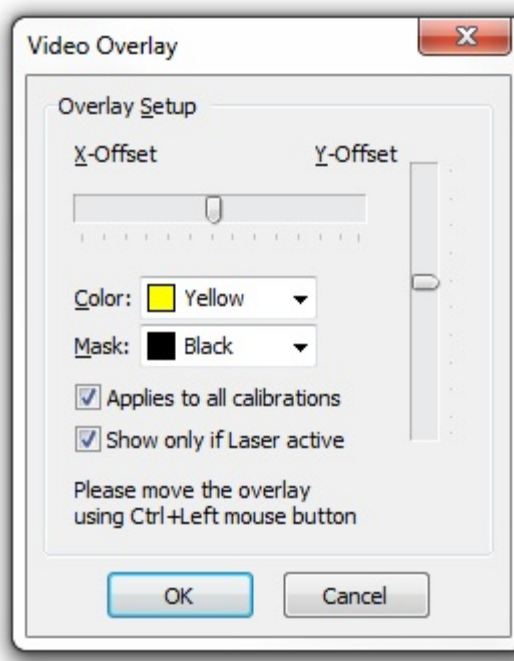 Video Overlay
Overlay Setup
X-Offset Y-Offset
Color: Yellow
Mask: Black
Applies to all calibrations
Show only if Laser active
Please move the overlay
using Ctrl+Left mouse button
OK Cancel